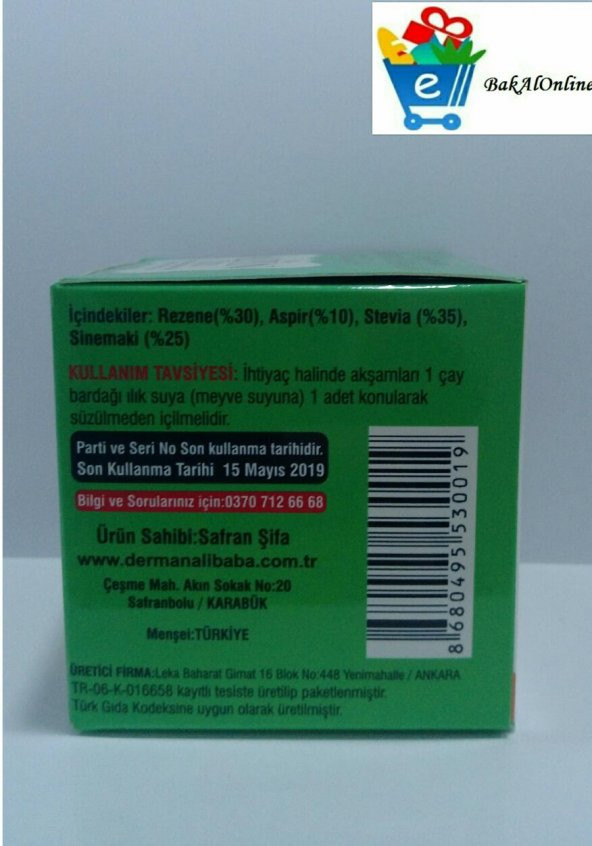 e
BakAlOnline
İçindekiler: Rezene(%30), Aspir(%10), Stevia (%35),
Sinemaki (%25)
KULLANIM TAVSİYESİ: İhtiyaç halinde akşamları 1 çay
bardağı ılık suya (meyve suyuna) 1 adet konularak
süzülmeden içilmelidir.
Parti ve Seri No Son kullanma tarihidir.
Son Kullanma Tarihi 15 Mayıs 2019
Bilgi ve Sorularınız için:0370 712 66 68
Ürün Sahibi:Safran Şifa
www.dermanalibaba.com.tr
Çeşme Mah. Akın Sokak No:20
Safranbolu / KARABÜK
Menşei:TÜRKİYE
ÜRETİCİ FİRMA:Leka Baharat Gimat 16 Blok No:448 Yenimahalle / ANKARA
TR-06-K-016658 kayıtlı tesiste üretilip paketlenmiştir.
Türk Gıda Kodeksine uygun olarak üretilmiştir.
8 680495 530019